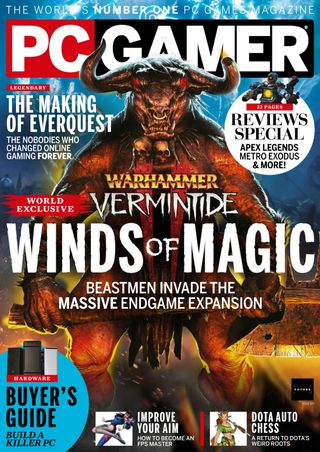 THE WORLD'S NUMBER ONE PC GAMES MAGAZINE
PC GAMER
LEGENDARY
THE MAKING
OF EVERQUEST
THE NOBODIES WHO
CHANGED ONLINE
GAMING FOREVER.
32 PAGES
REVIEWS
SPECIAL
APEX LEGENDS
METRO EXODUS
& MORE!
WARHAMMER
VERMINTIDE
WORLD
EXCLUSIVE
WINDS OF MAGIC
BEASTMEN INVADE THE
MASSIVE ENDGAME EXPANSION
HARDWARE
BUYER'S
GUIDE
BUILD A
KILLER PC
IMPROVE
YOUR AIM
HOW TO BECOME AN
FPS MASTER
DOTA AUTO
CHESS
A RETURN TO DOTA'S
WEIRD ROOTS
FUTURE